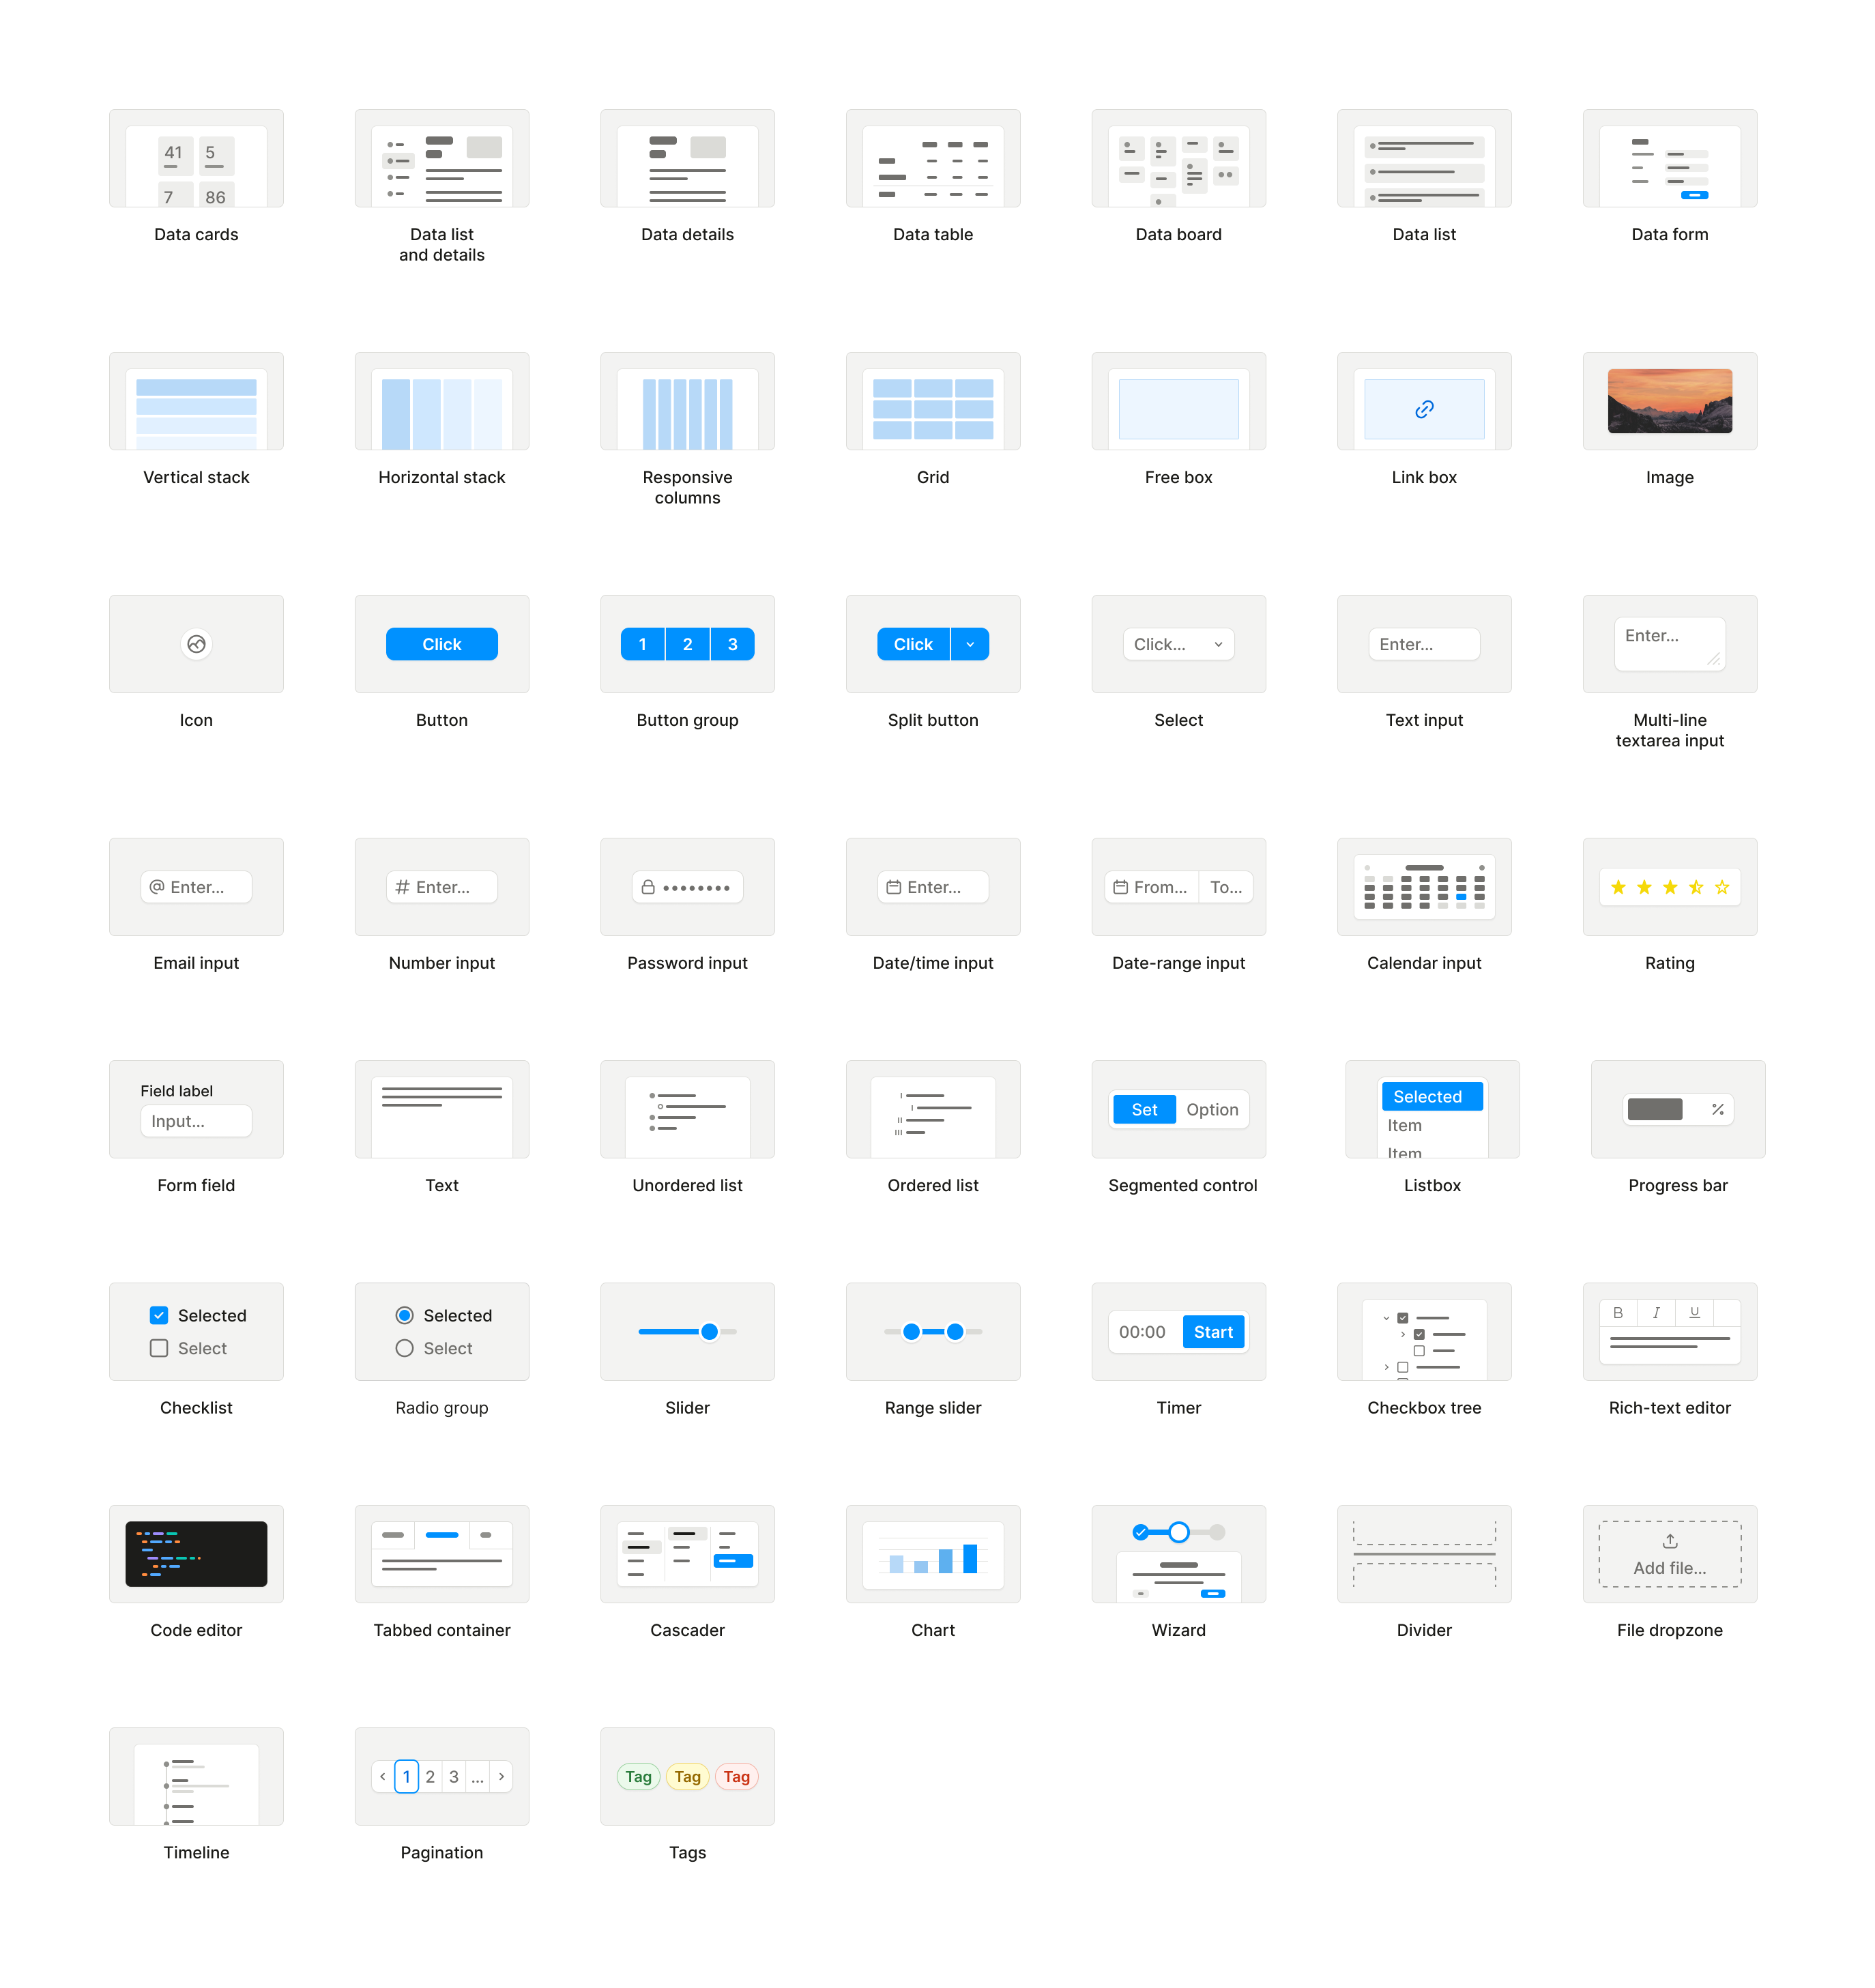 41 5
7 86
Data cards
Data list
and details
Data details
Data table
Data board
Data list
Data form
Vertical stack
Horizontal stack
Responsive
columns
Grid
Free box
Link box
Image
Icon
Click
Button
1 2 3
Button group
Click
Split button
Click...
Select
Enter...
Text input
Enter...
Multi-line
textarea input
@ Enter...
Email input
# Enter...
Number input
Password input
Enter...
Date/time input
From... To...
Date-range input
Calendar input
Rating
Field label
Input...
Form field
Text
Unordered list
Ordered list
Set Option
Segmented control
Selected
Item
Item
Listbox
%
Progress bar
Selected
Select
Checklist
Selected
Select
Radio group
Slider
Range slider
00:00 Start
Timer
Checkbox tree
B I U
Rich-text editor
Code editor
Tabbed container
Cascader
Chart
Wizard
Divider
Add file...
File dropzone
Timeline
< 1 2 3 ... >
Pagination
Tag Tag Tag
Tags